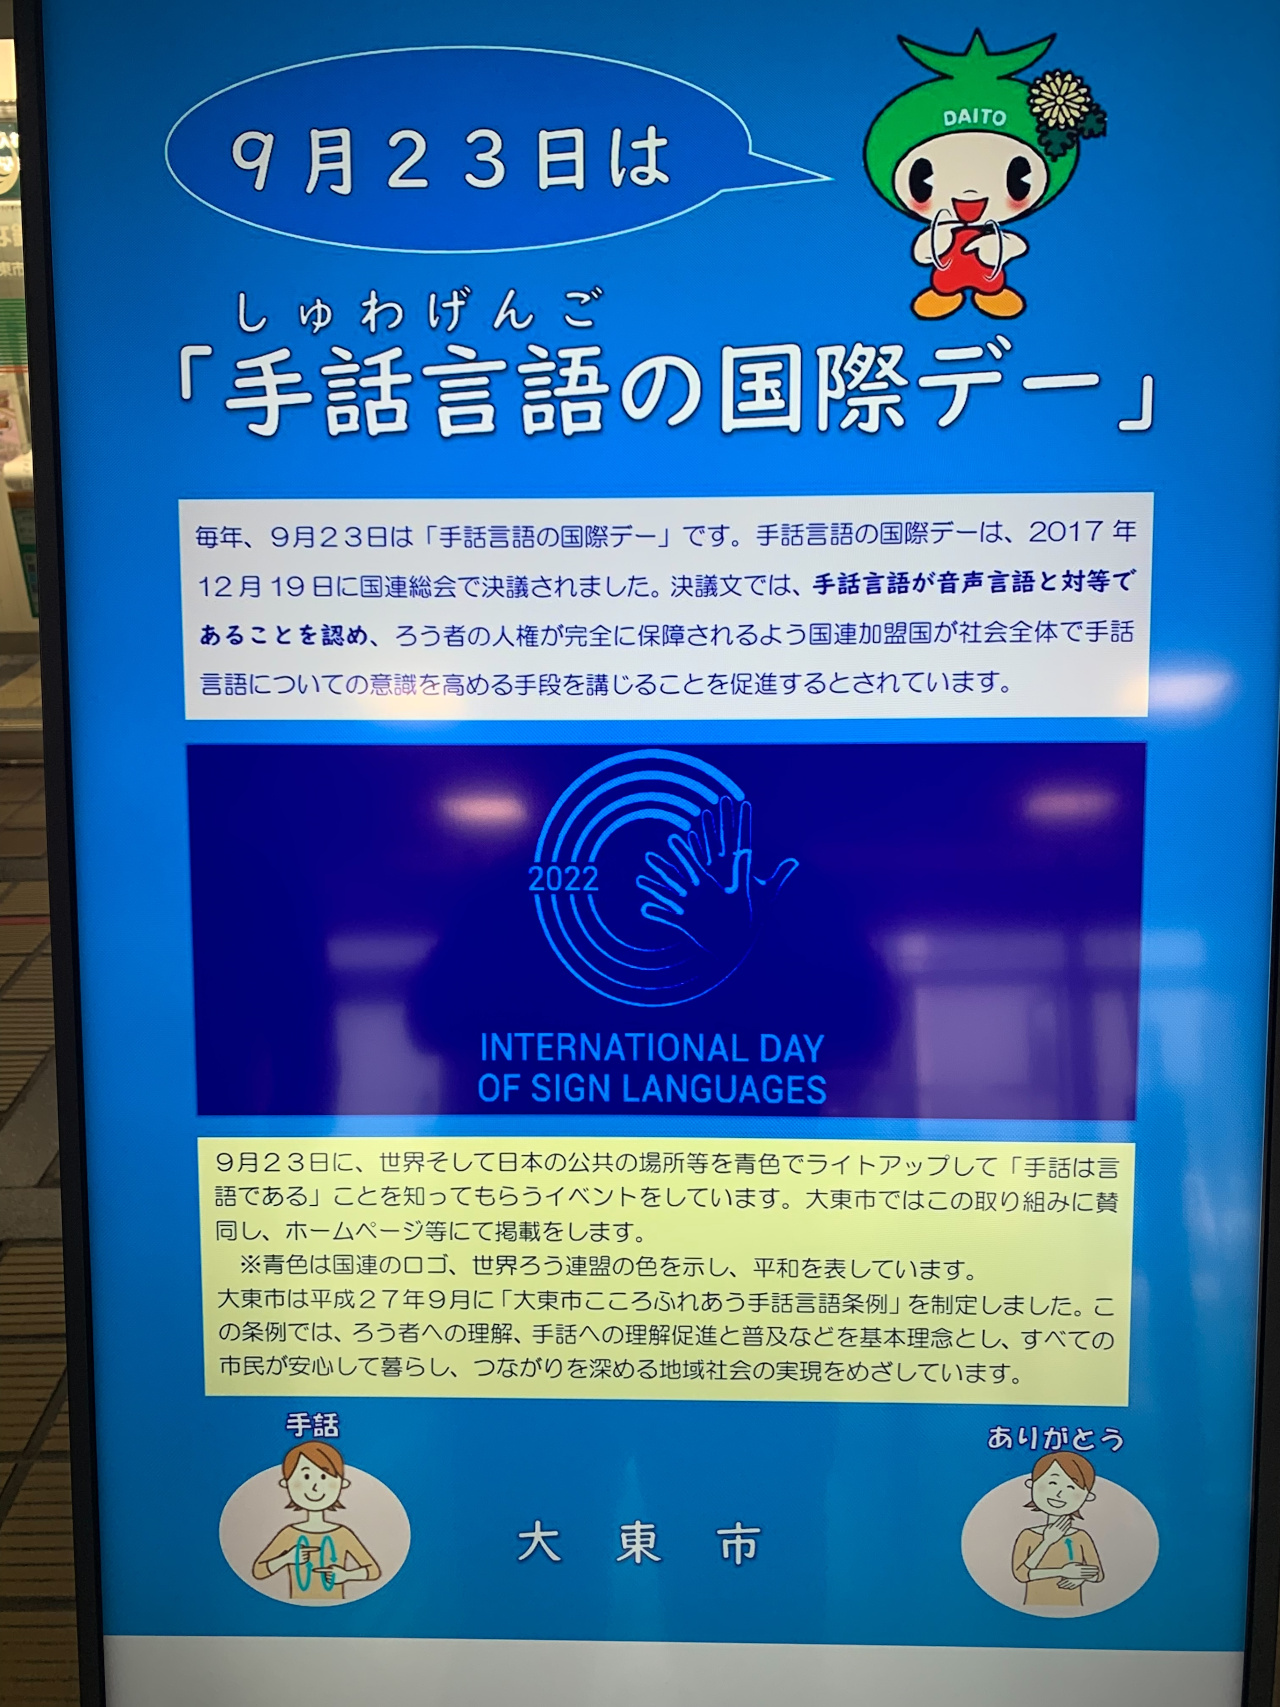 ９月２３日は
DAITO
しゅわげんご
「手話言語の国際デー」
毎年、９月２３日は「手話言語の国際デー」です。手話言語の国際デーは、2017 年
12 月 19 日に国連総会で決議されました。決議文では、手話言語が音声言語と対等で
あることを認め、ろう者の人権が完全に保障されるよう国連加盟国が社会全体で手話
言語についての意識を高める手段を講じることを促進するとされています。
2022
INTERNATIONAL DAY
OF SIGN LANGUAGES
９月２３日に、世界そして日本の公共の場所等を青色でライトアップして「手話は言
語である」ことを知ってもらうイベントをしています。大東市ではこの取り組みに賛
同し、ホームページ等にて掲載をします。
※青色は国連のロゴ、世界ろう連盟の色を示し、平和を表しています。
大東市は平成２７年９月に「大東市こころふれあう手話言語条例」を制定しました。こ
の条例では、ろう者への理解、手話への理解促進と普及などを基本理念とし、すべての
市民が安心して暮らし、つながりを深める地域社会の実現をめざしています。
手話
ありがとう
大東市